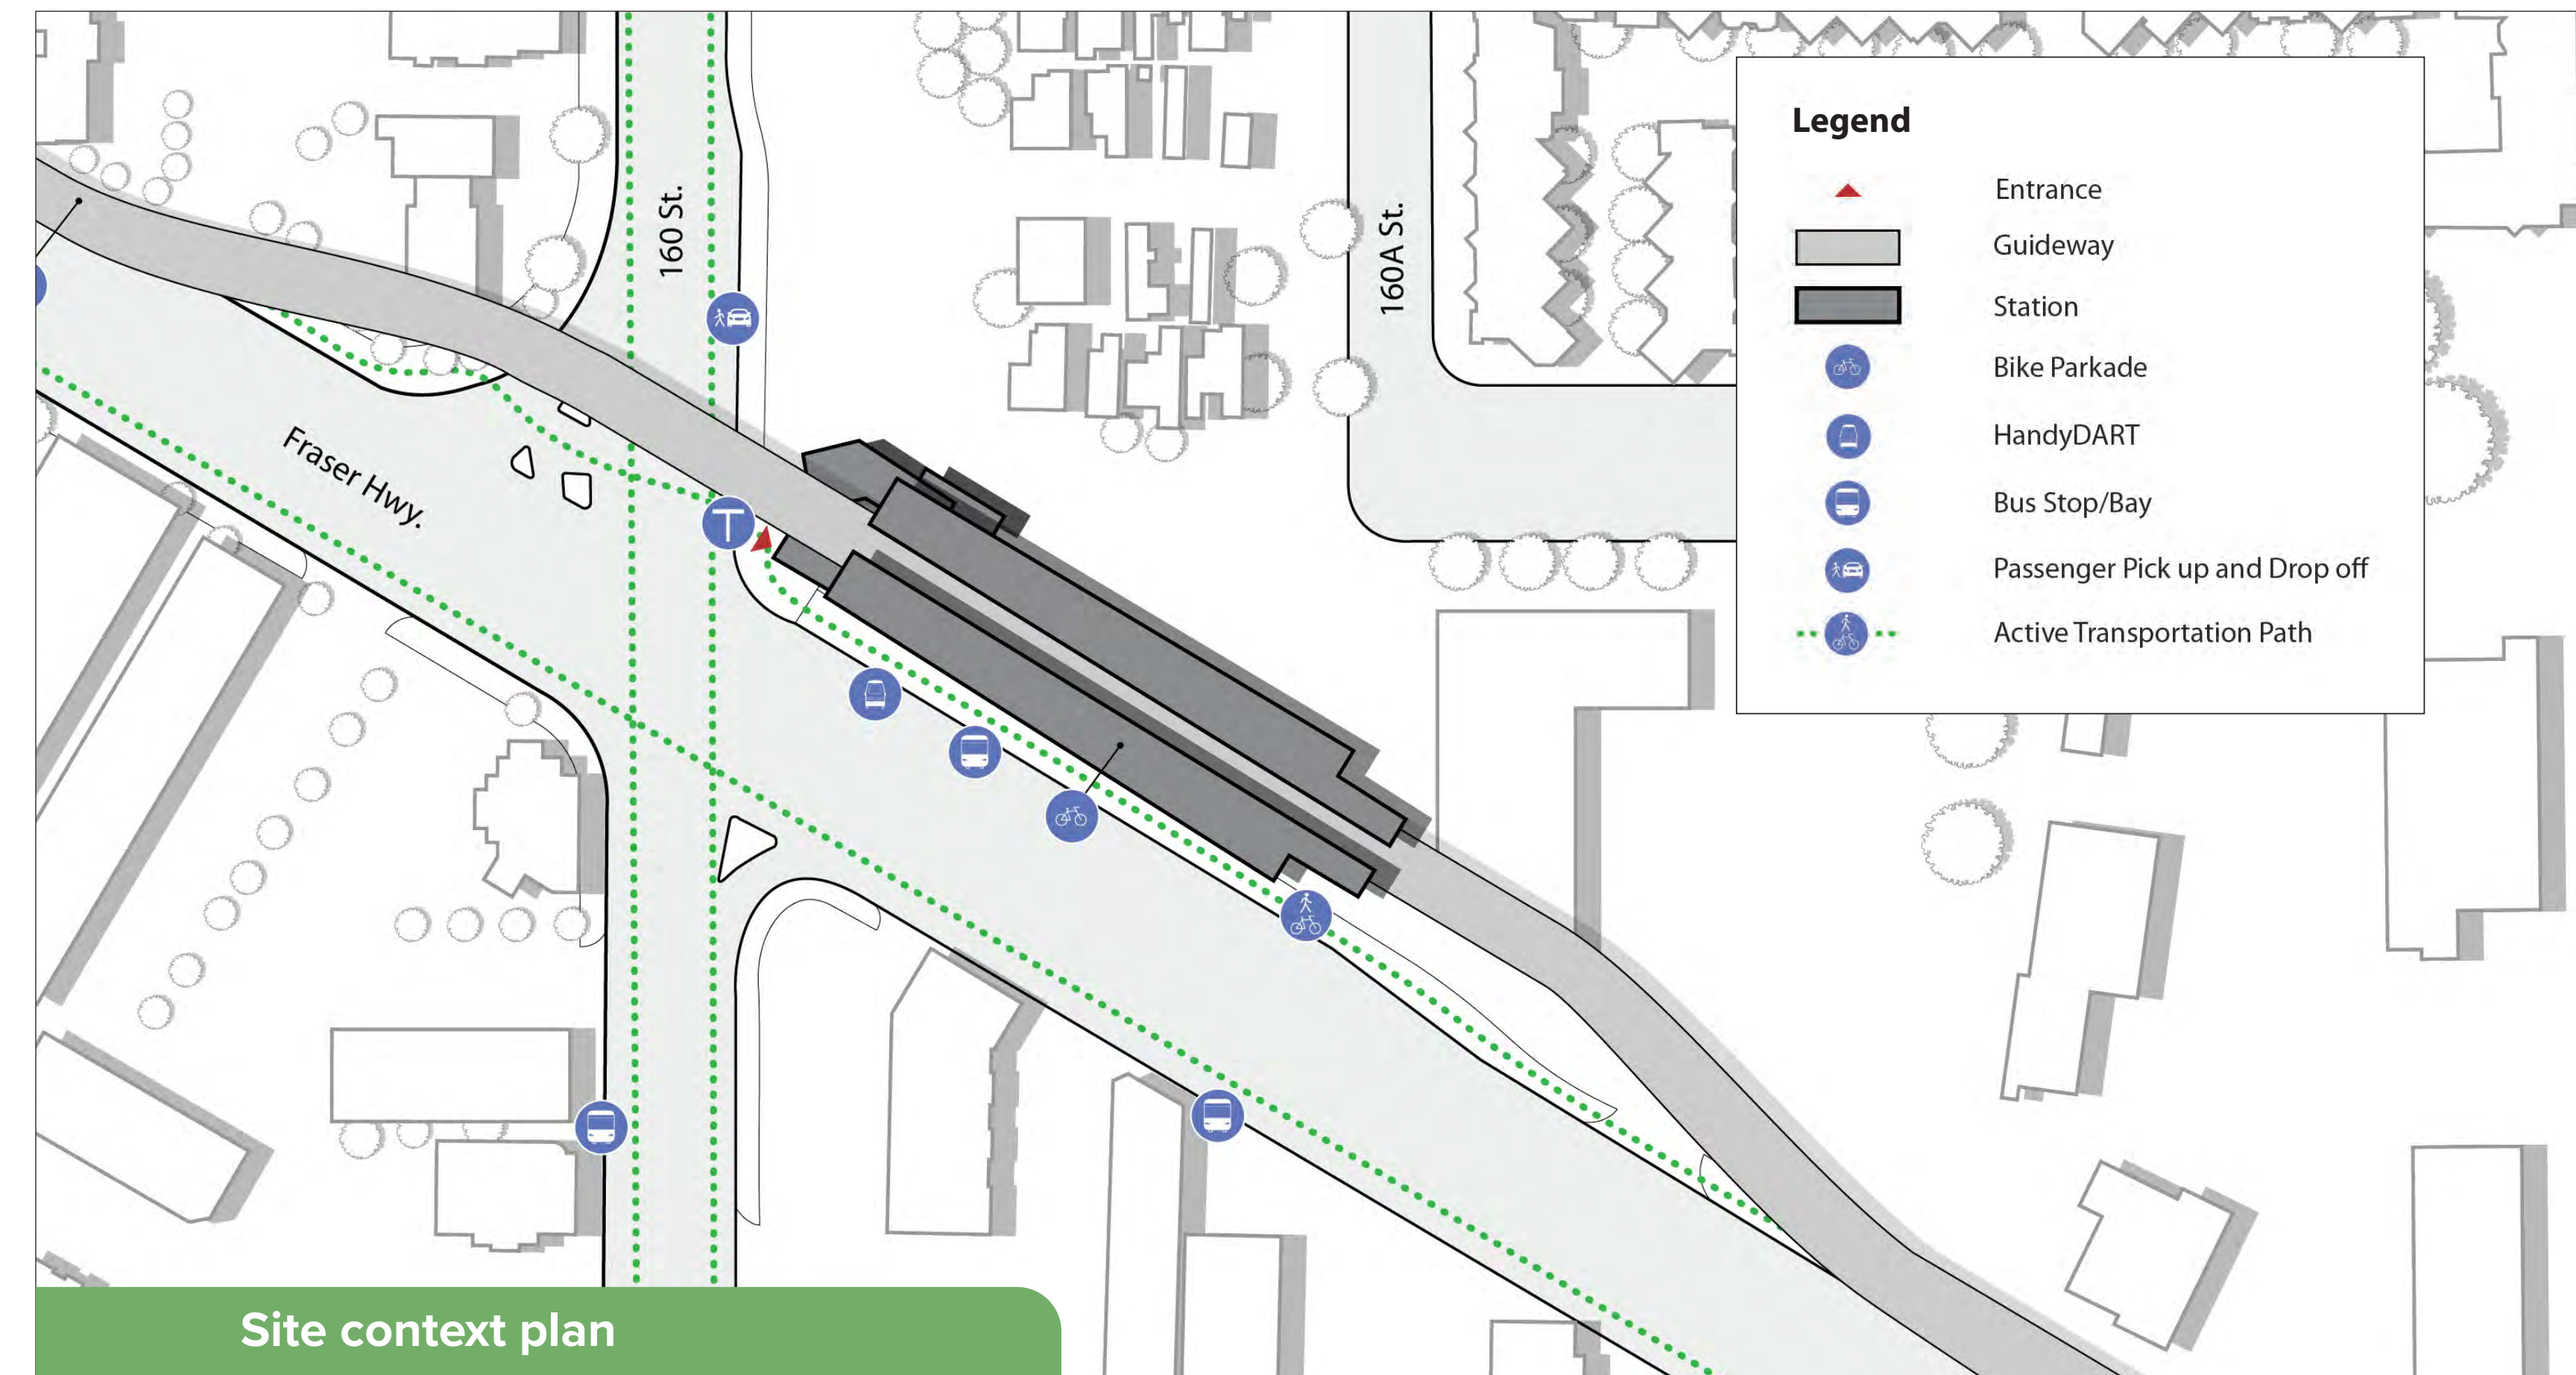 160 St.
160A St.
Fraser Hwy.
T
Legend
Entrance
Guideway
Station
Bike Parkade
HandyDART
Bus Stop/Bay
Passenger Pick up and Drop off
Active Transportation Path
Site context plan